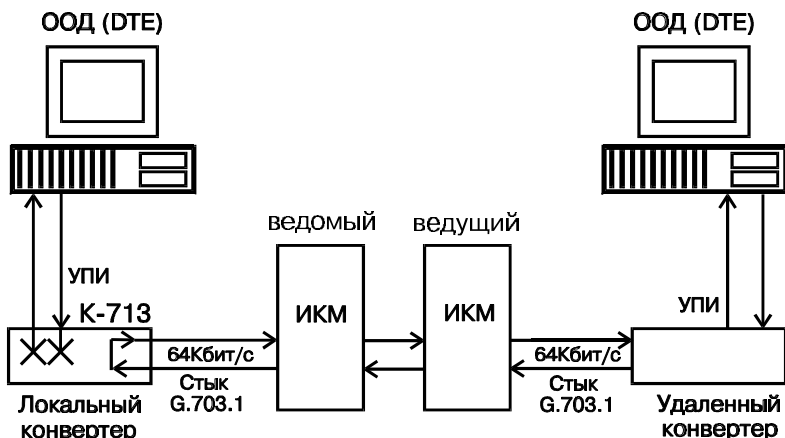 ООД (DTE)
ООД (DTE)
ведомый
ведущий
УПИ
К-713
ИКМ
ИКМ
УПИ
64Кбит/с
Стык
G.703.1
64Кбит/с
Стык
G.703.1
Локальный
конвертер
Удаленный
конвертер